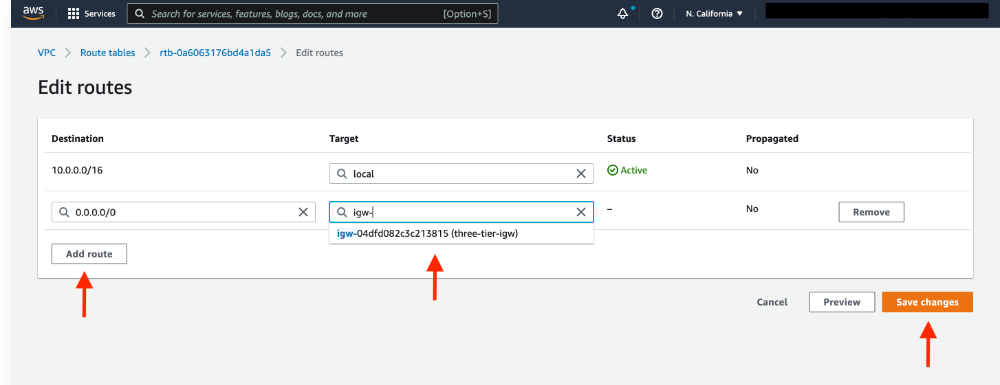 aws Services Search for services, features, blogs, docs, and more [Option+S] N. California ▼
VPC > Route tables > rtb-0a6063176bd4a1da5 > Edit routes
Edit routes
Destination Target Status Propagated
10.0.0.0/16 local Active No
0.0.0.0/0 igw- – No Remove
igw-04dfd082c3c213815 (three-tier-igw)
Add route
Cancel Preview Save changes